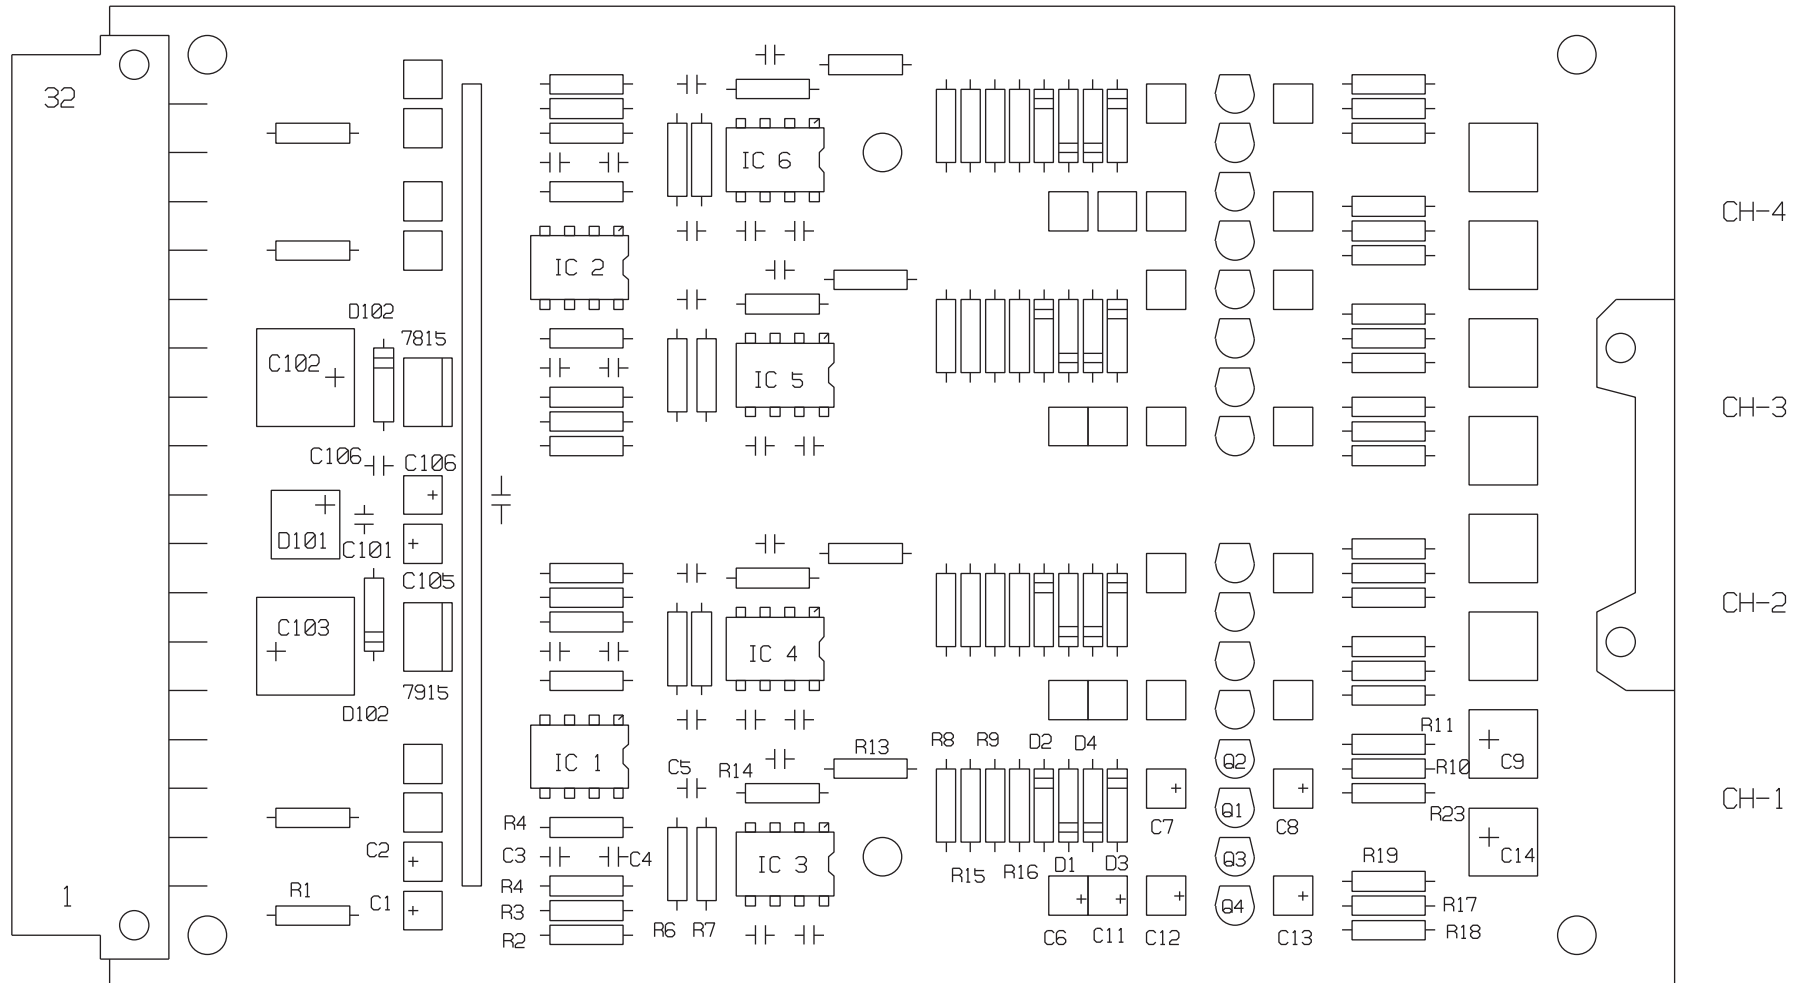 32
IC 6
CH-4
IC 2
D102
7815
C102
IC 5
CH-3
C106
C106
D101
C101
C105
C103
CH-2
IC 4
7915
D102
R11
R8
R9
D2
D4
R13
IC 1
C5
R14
Q2
R10
C9
CH-1
Q1
R23
R4
C7
C8
C2
C3
C4
IC 3
Q3
R19
C14
D1
D3
R16
R15
1
R1
R4
C1
R3
Q4
R17
R2
R6
R7
C6
C11
C12
C13
R18